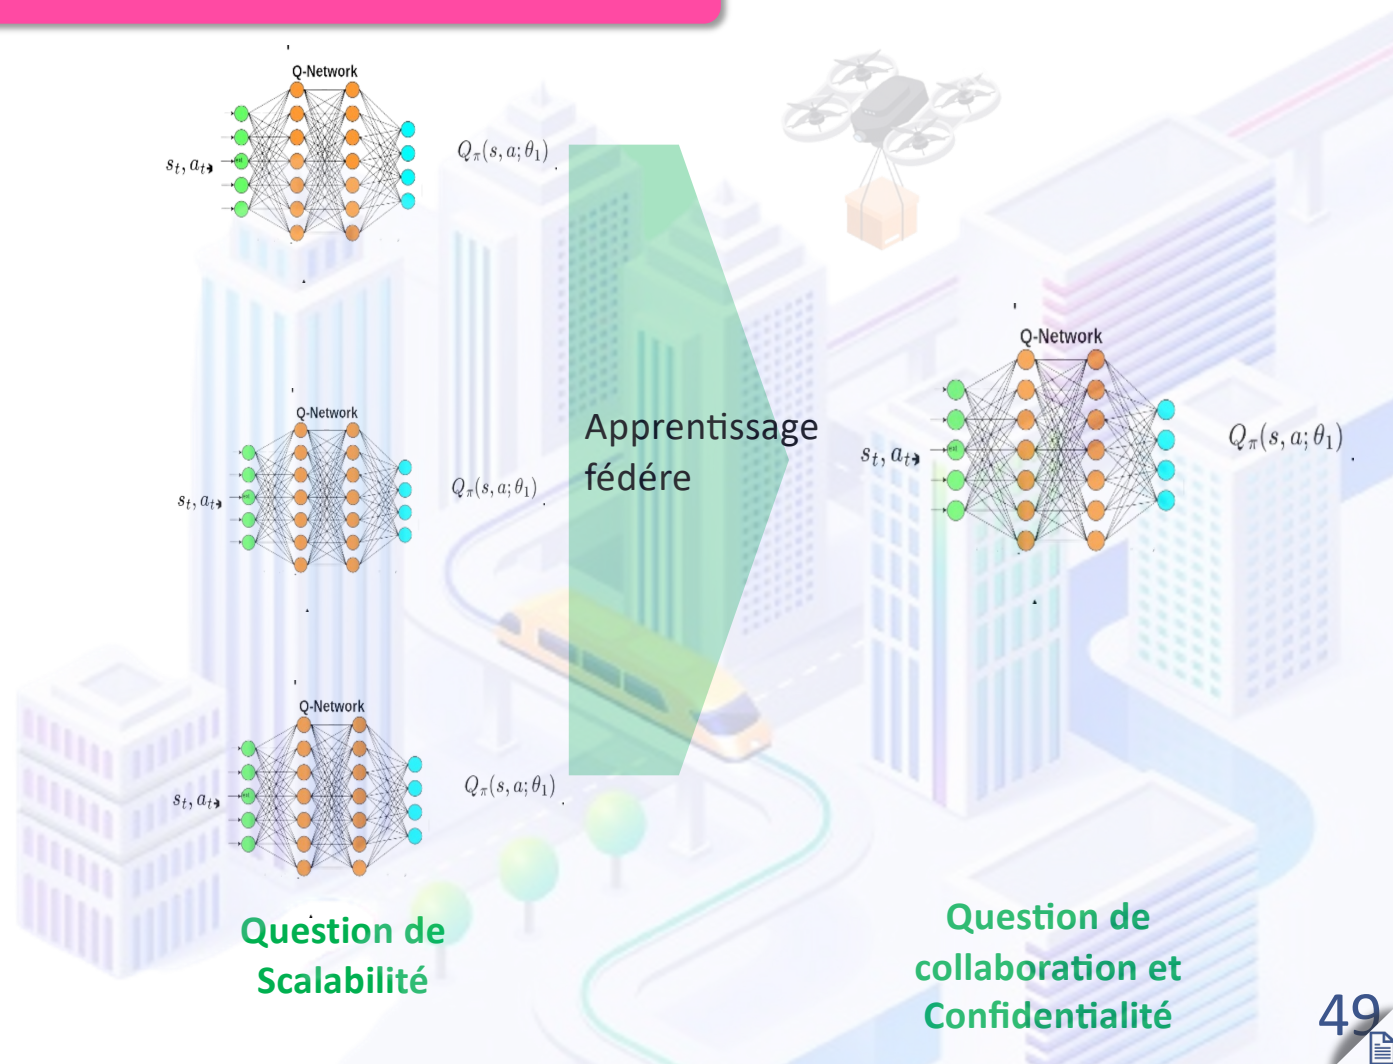 Q-Network
s_t, a_t
Q_π(s, a; θ_1)
Q-Network
s_t, a_t
Q_π(s, a; θ_1)
Q-Network
s_t, a_t
Q_π(s, a; θ_1)
Apprentissage
fédére
Q-Network
s_t, a_t
Q_π(s, a; θ_1)
Question de
Scalabilité
Question de
collaboration et
Confidentialité
49